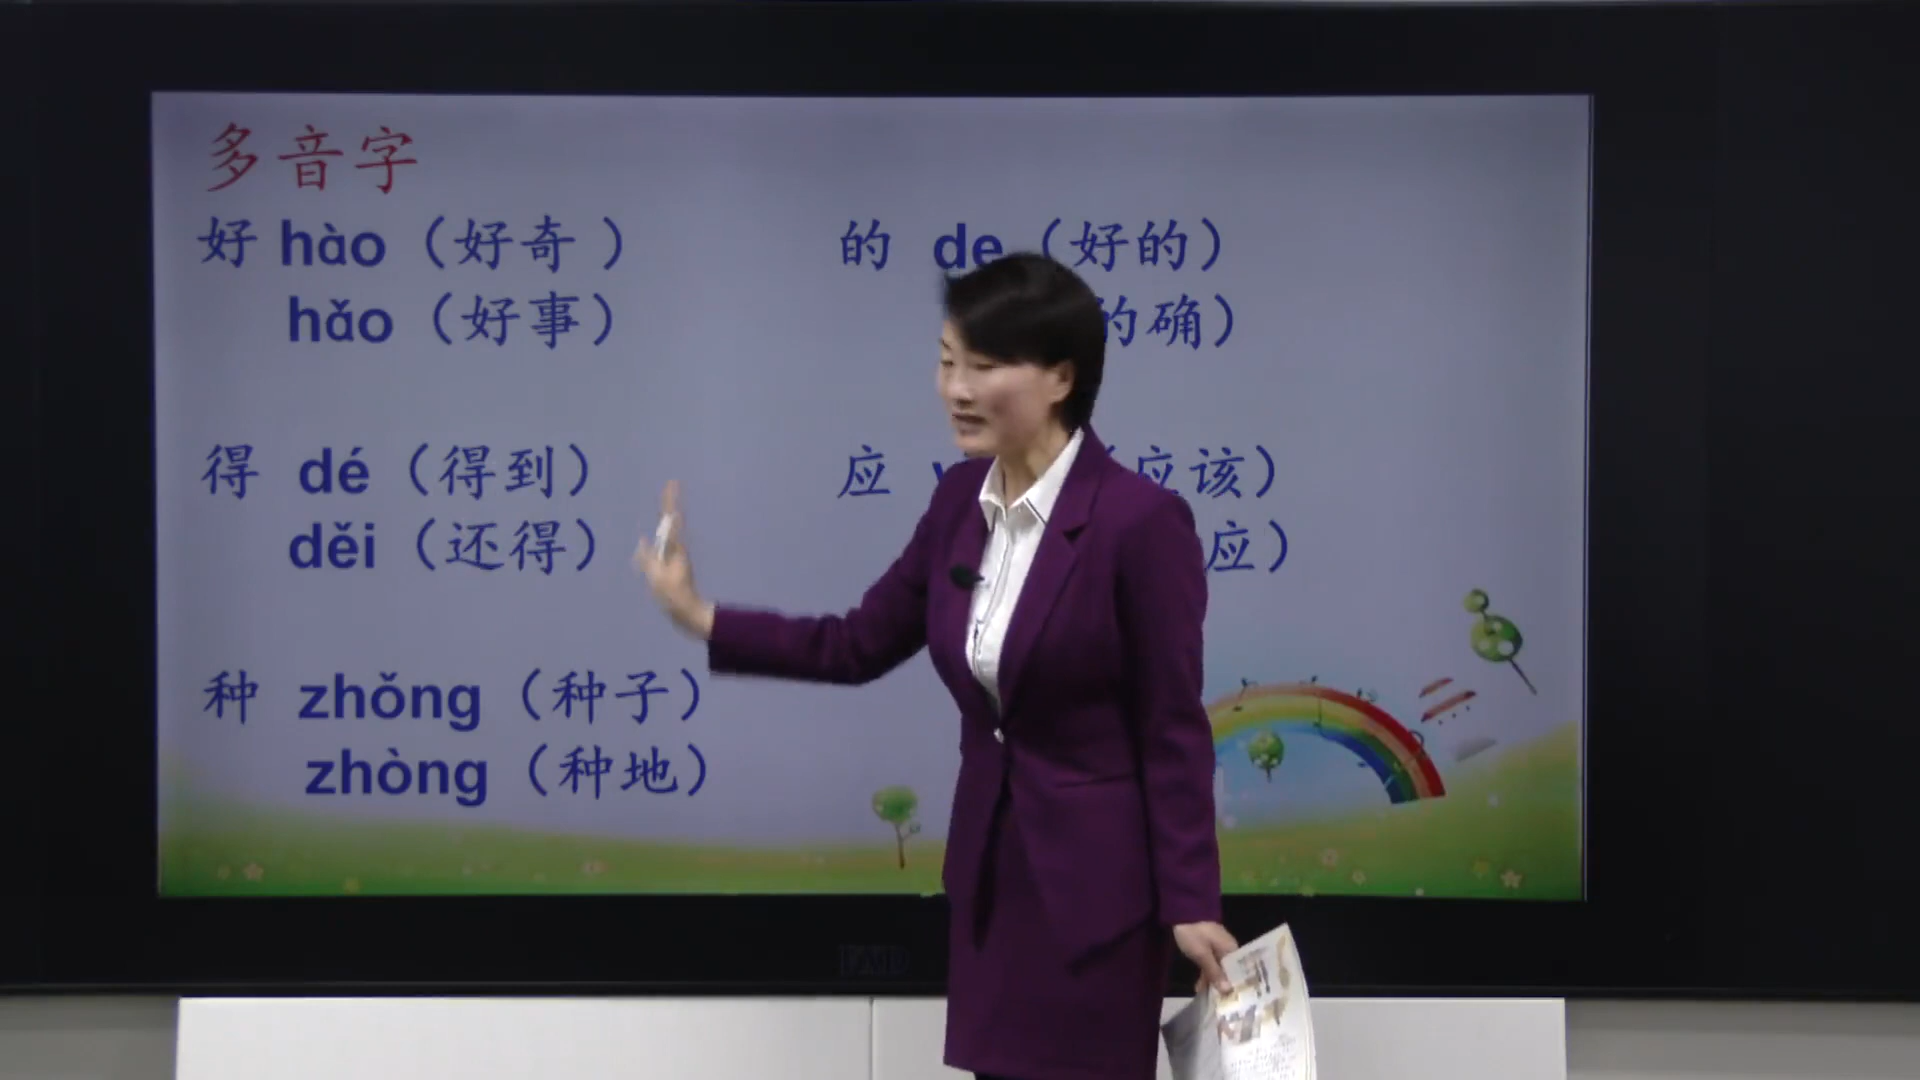 多音字
好 hào（好奇 ） 的 de（好的）
hǎo（好事） 的确）
得 dé（得到） 应 应该）
děi（还得） 应）
种 zhǒng（种子）
zhòng（种地）